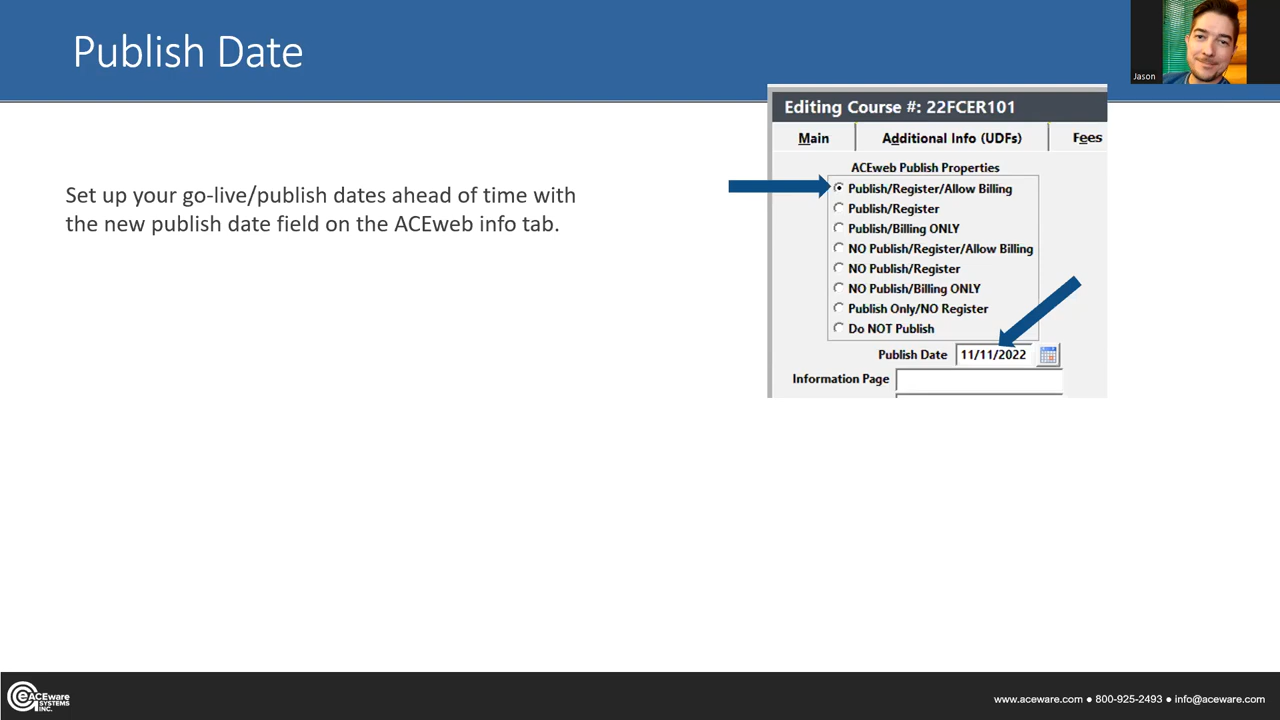 Publish Date
Jason
Set up your go-live/publish dates ahead of time with
the new publish date field on the ACEweb info tab.
Editing Course #: 22FCER101
Main
Additional Info (UDFs)
Fees
ACEweb Publish Properties
Publish/Register/Allow Billing
Publish/Register
Publish/Billing ONLY
NO Publish/Register/Allow Billing
NO Publish/Register
NO Publish/Billing ONLY
Publish Only/NO Register
Do NOT Publish
Publish Date 11/11/2022
Information Page
ACEware
SYSTEMS
INC.
www.aceware.com ● 800-925-2493 ● info@aceware.com